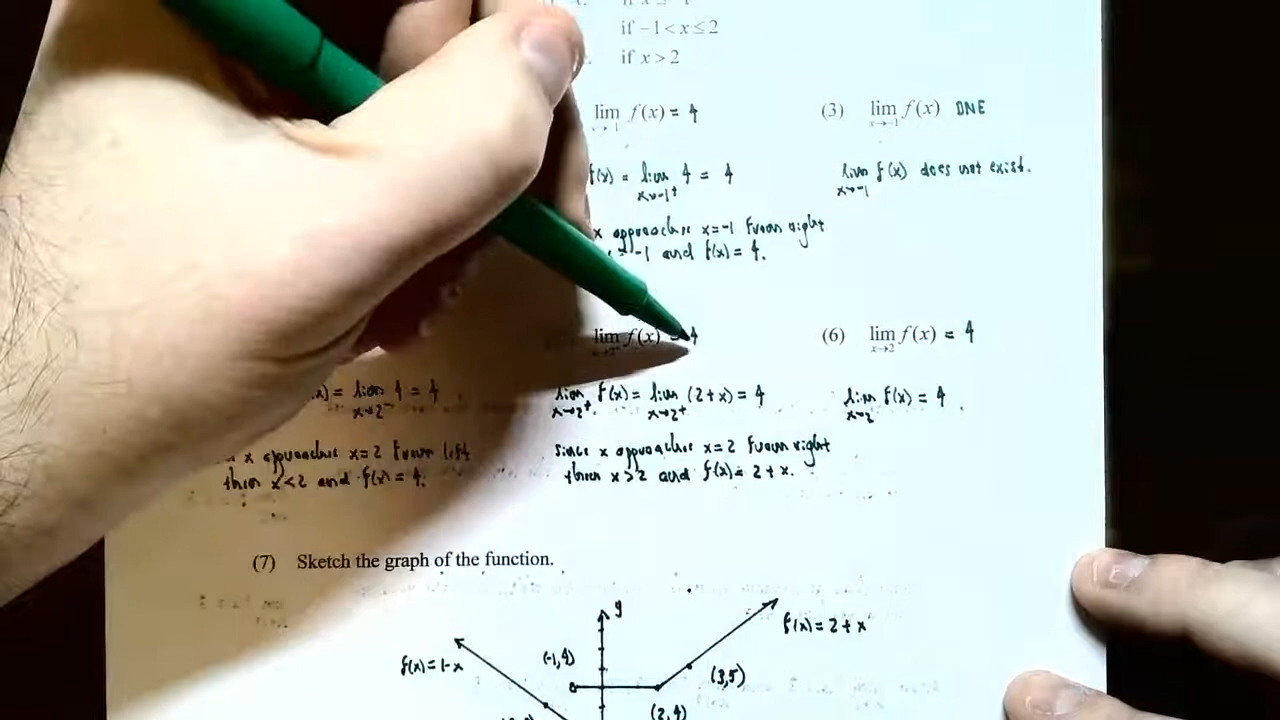 if −1 < x ≤ 2
if x > 2
lim f(x) = 4
(3) lim x→−1 f(x) DNE
f(x) = lim x→−1⁺ 4 = 4
lim x→−1 f(x) does not exist.
x approaches x=−1 from right
−1 and f(x) = 4.
lim f(x) = 4
(6) lim x→2 f(x) = 4
= lim x→2⁻ 4 = 4
lim x→2⁺ f(x) = lim x→2⁺ (2+x) = 4
lim x→2 f(x) = 4.
x approaches x=2 from left
then x<2 and f(x) = 4.
Since x approaches x=2 from right
then x>2 and f(x) = 2+x.
(7) Sketch the graph of the function.
y
f(x)=2+x
f(x)=1-x
(-1,4)
(3,5)
(2,4)